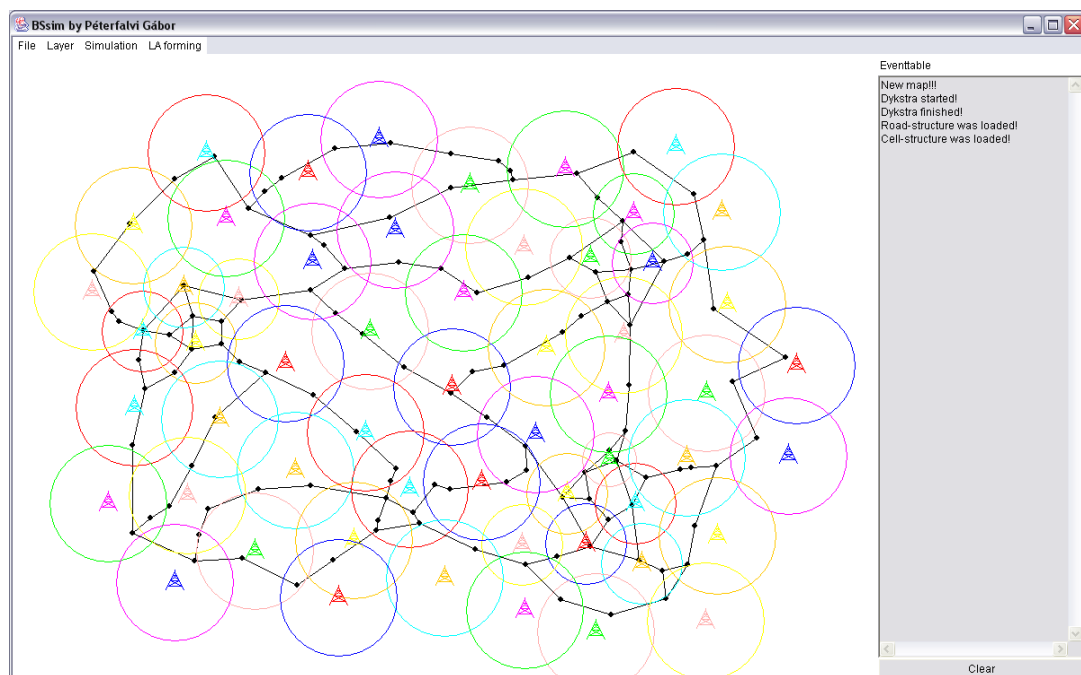 BSsim by Péterfalvi Gábor
File Layer Simulation LA forming
Eventtable
New map!!!
Dykstra started!
Dykstra finished!
Road-structure was loaded!
Cell-structure was loaded!
Clear